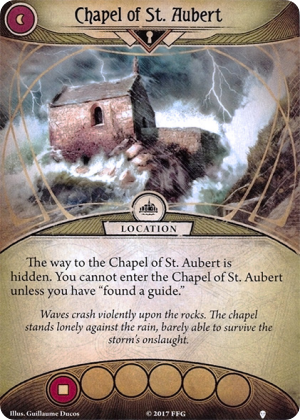 Chapel of St. Aubert
LOCATION
The way to the Chapel of St. Aubert is
hidden. You cannot enter the Chapel of St. Aubert
unless you have “found a guide.”
Waves crash violently upon the rocks. The chapel
stands lonely against the rain, barely able to survive the
storm’s onslaught.
Illus. Guillaume Ducos
© 2017 FFG